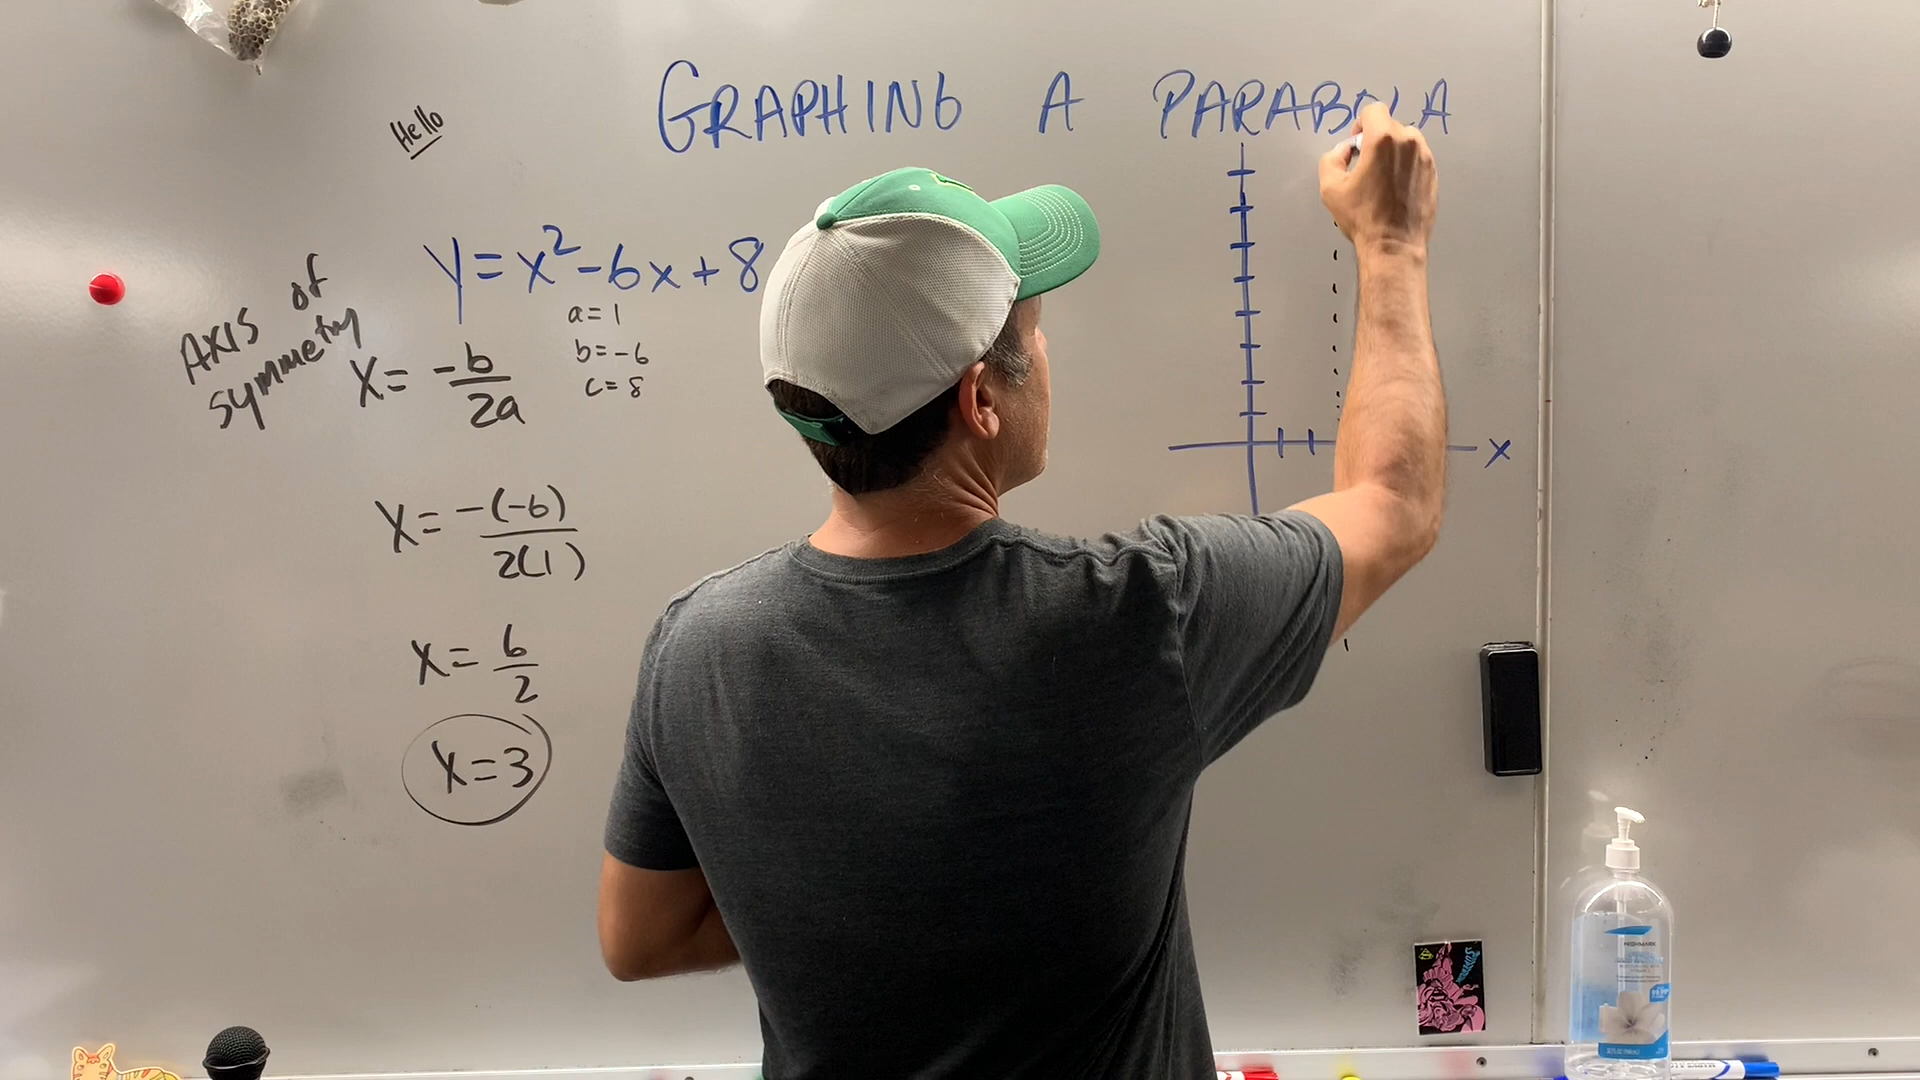 GRAPHING A PARABOLA
Hello
y=x²-6x+8
a=1
b=-6
c=8
AXIS of
symmetry
x= -b/2a
x= -(-6)/2(1)
x= 6/2
x=3
x